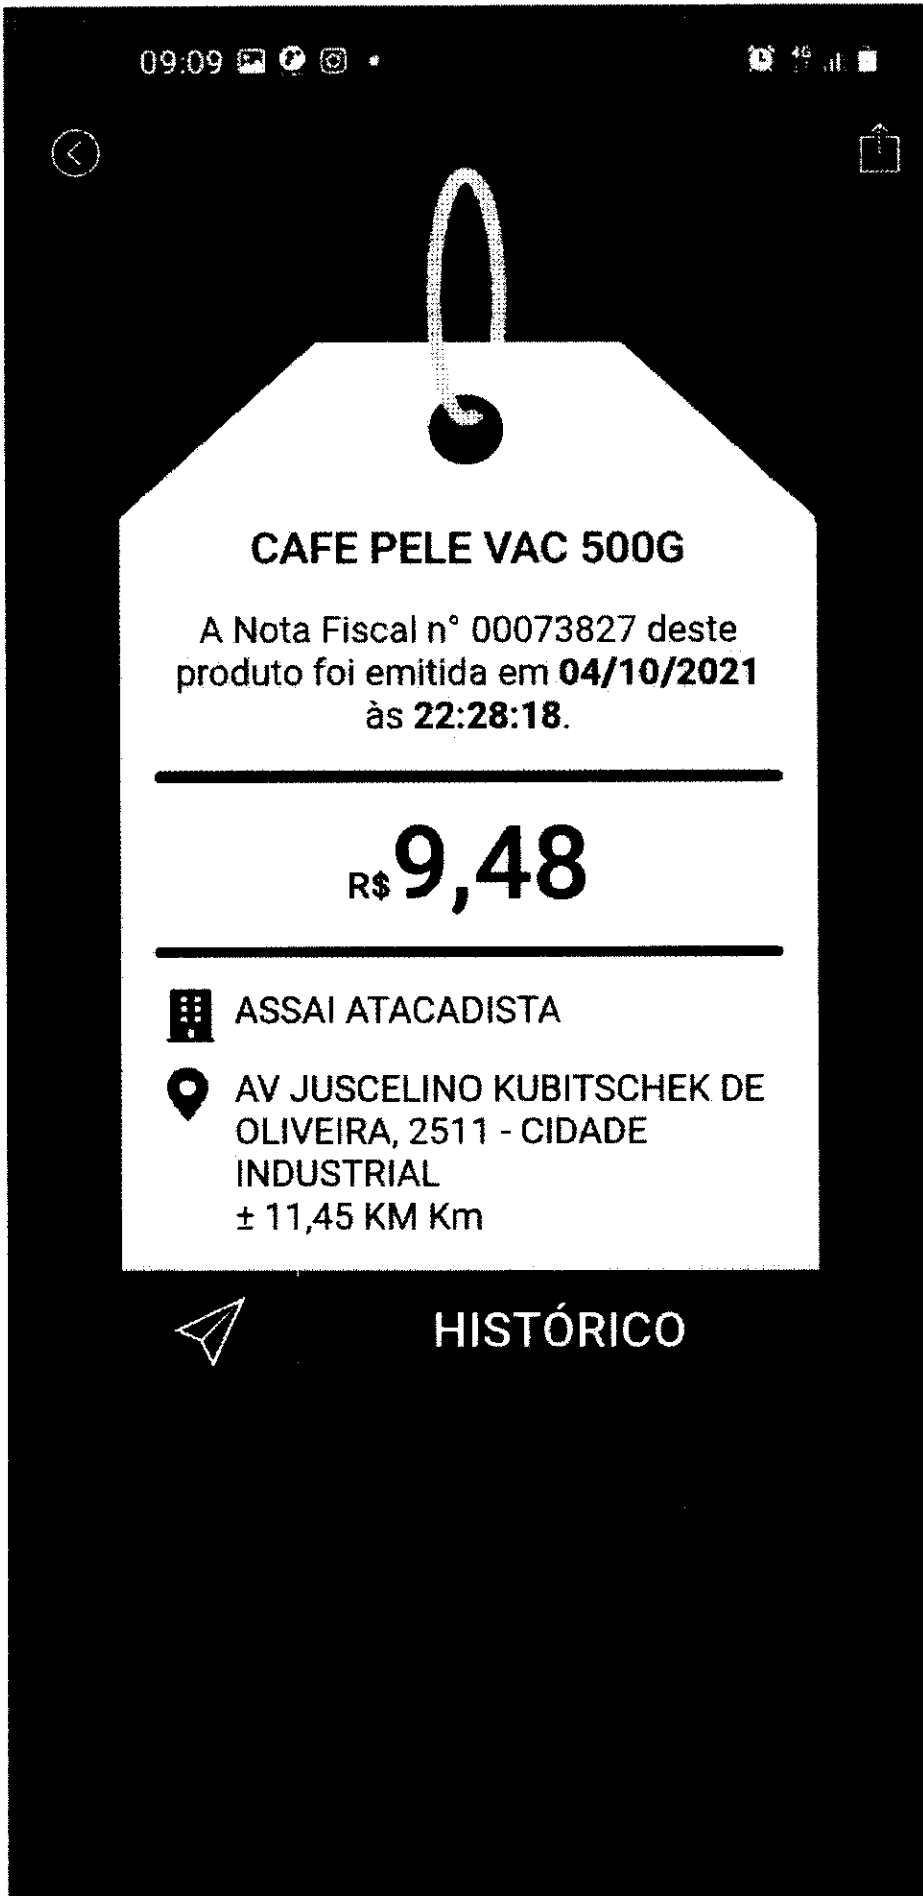 09:09
4G
CAFE PELE VAC 500G
A Nota Fiscal n° 00073827 deste
produto foi emitida em 04/10/2021
às 22:28:18.
R$9,48
ASSAI ATACADISTA
AV JUSCELINO KUBITSCHEK DE
OLIVEIRA, 2511 - CIDADE
INDUSTRIAL
± 11,45 KM Km
HISTÓRICO